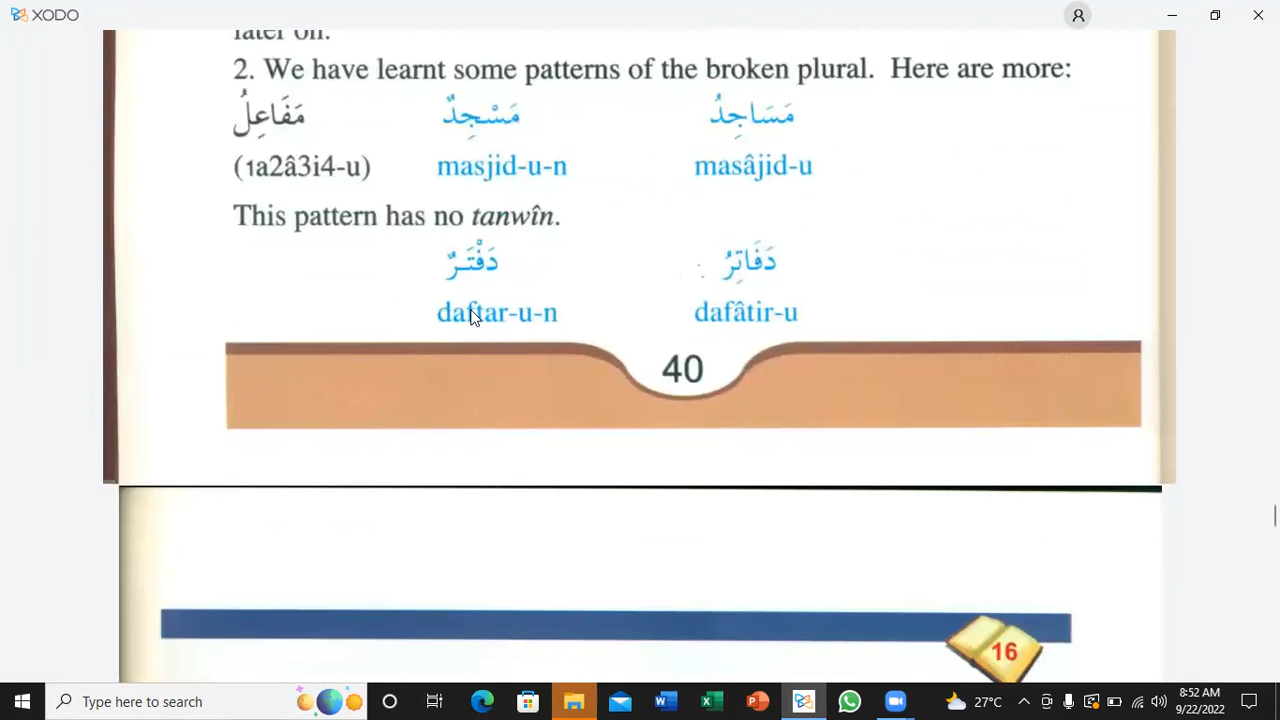 XODO
later on.
2. We have learnt some patterns of the broken plural. Here are more:
مَفَاعِلُ مَسْجِدٌ مَسَاجِدُ
(1a2â3i4-u) masjid-u-n masâjid-u
This pattern has no tanwîn.
دَفْتَرٌ دَفَاتِرُ
daftar-u-n dafâtir-u
40
16
Type here to search
27°C
8:52 AM
9/22/2022